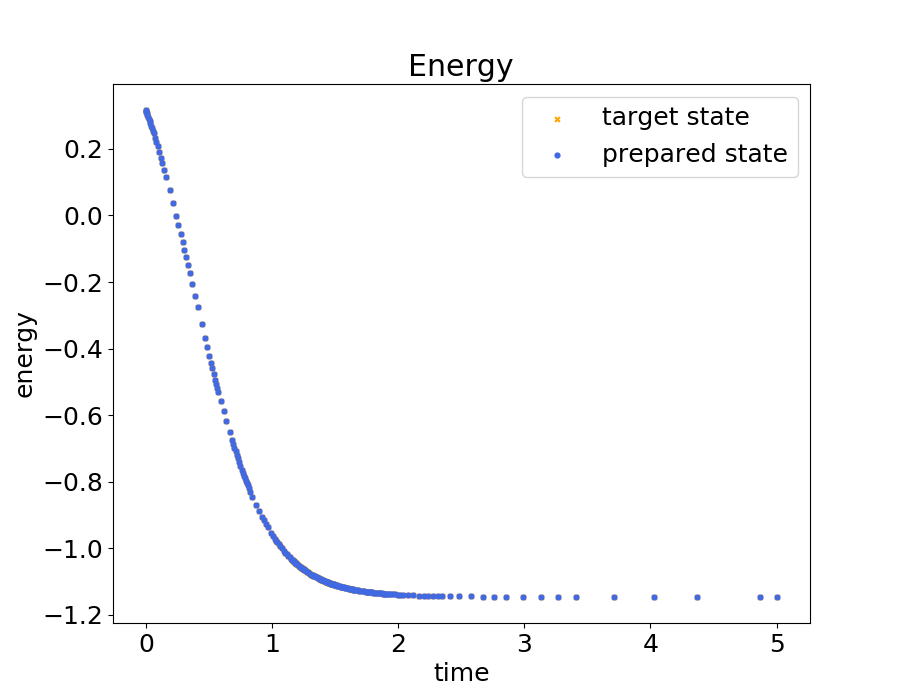 Energy
target state
prepared state
energy
0.2
0.0
−0.2
−0.4
−0.6
−0.8
−1.0
−1.2
0 1 2 3 4 5
time